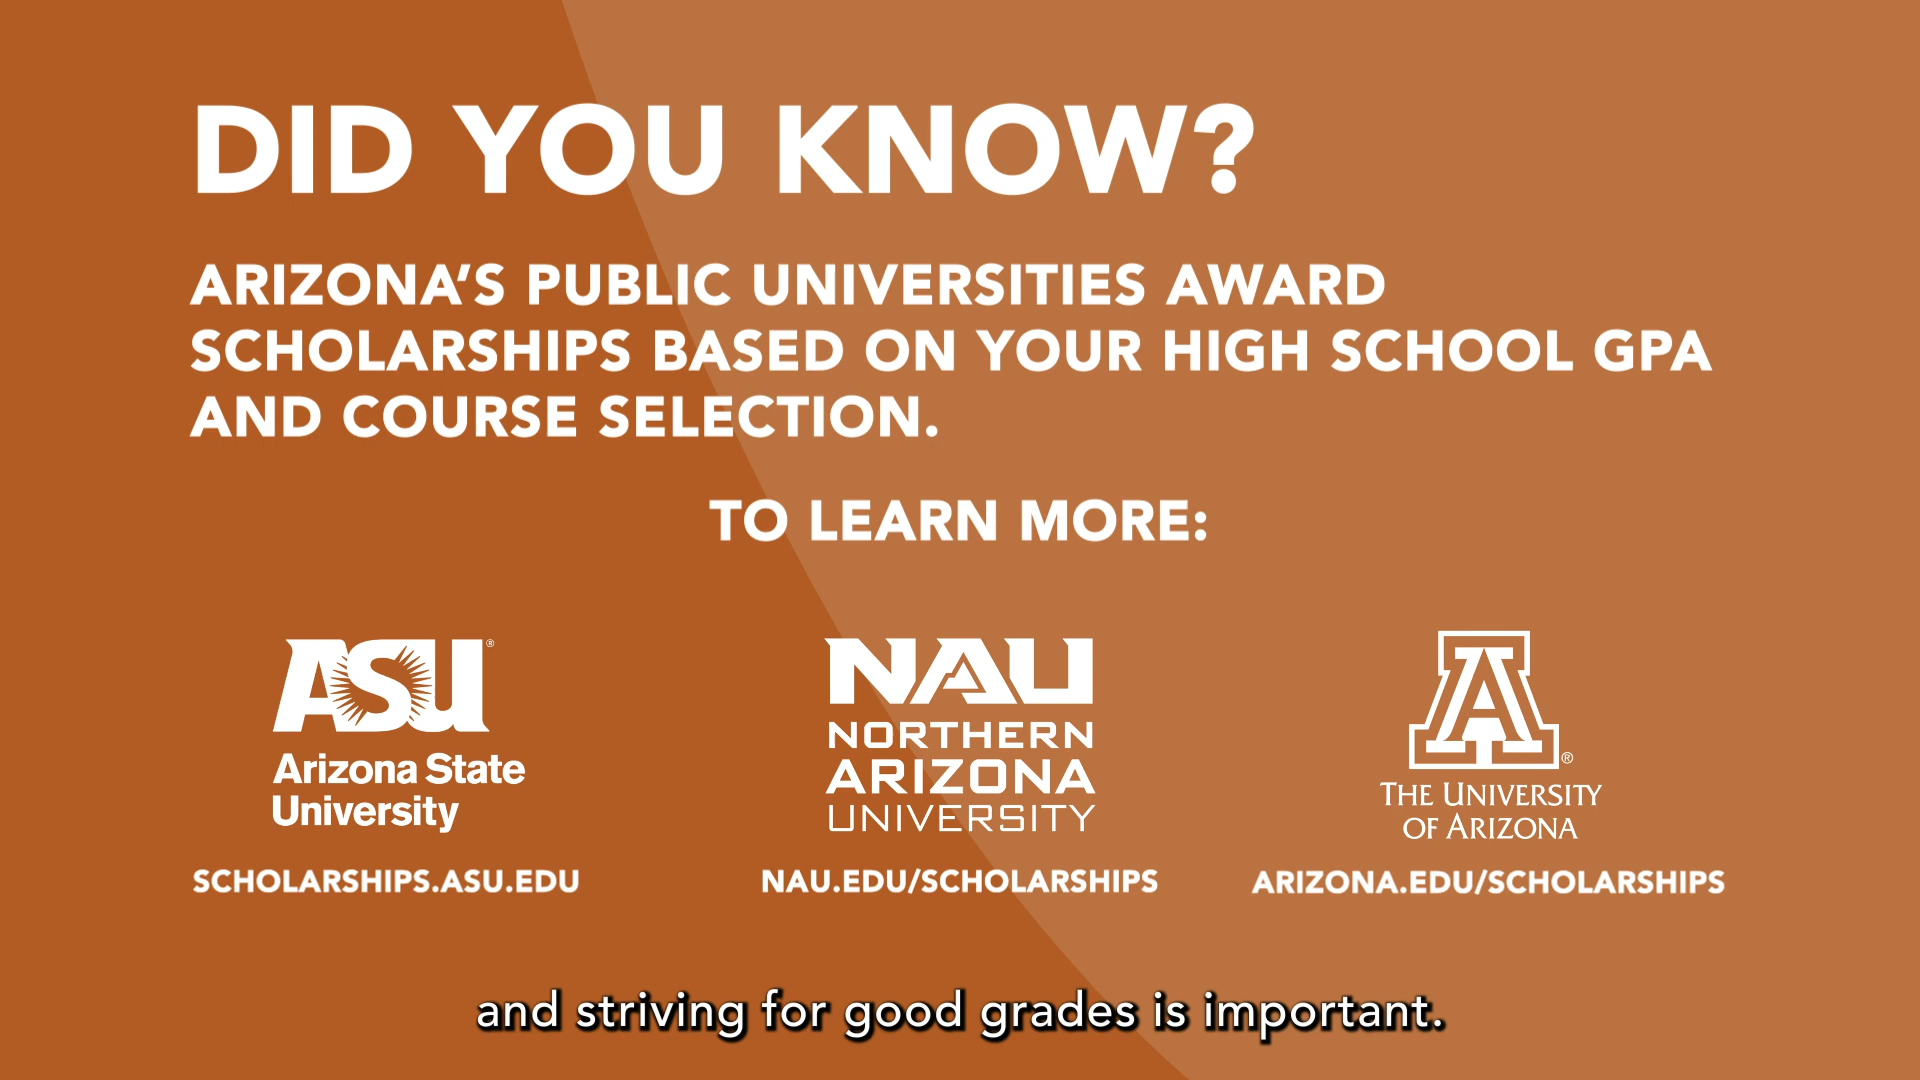 DID YOU KNOW?
ARIZONA’S PUBLIC UNIVERSITIES AWARD
SCHOLARSHIPS BASED ON YOUR HIGH SCHOOL GPA
AND COURSE SELECTION.
TO LEARN MORE:
ASU®
Arizona State
University
SCHOLARSHIPS.ASU.EDU
NAU
NORTHERN
ARIZONA
UNIVERSITY
NAU.EDU/SCHOLARSHIPS
A®
THE UNIVERSITY
OF ARIZONA
ARIZONA.EDU/SCHOLARSHIPS
and striving for good grades is important.